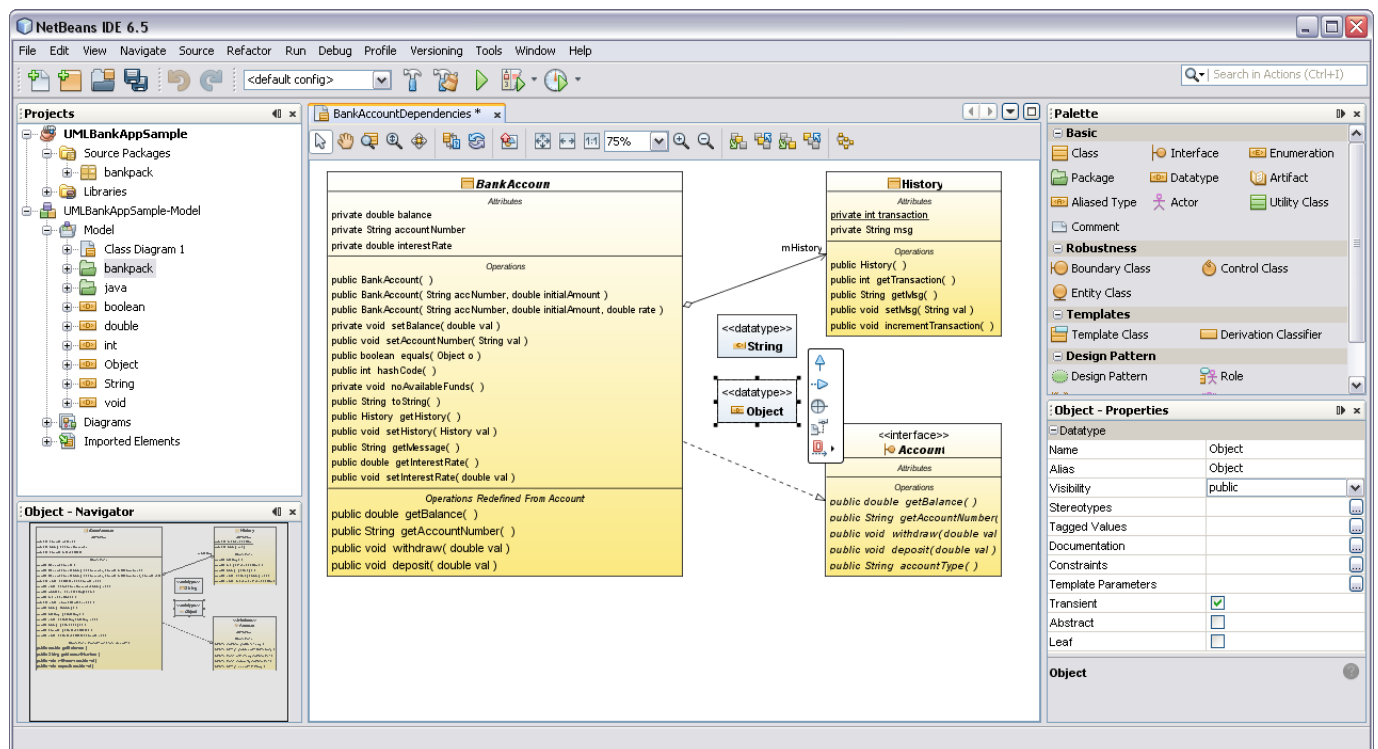 NetBeans IDE 6.5
File Edit View Navigate Source Refactor Run Debug Profile Versioning Tools Window Help
<default config>
Search in Actions (Ctrl+I)
Projects
UMLBankAppSample
Source Packages
bankpack
Libraries
UMLBankAppSample-Model
Model
Class Diagram 1
bankpack
java
boolean
double
int
Object
String
void
Diagrams
Imported Elements
Object - Navigator
BankAccountDependencies *
75%
BankAccoun
Attributes
private double balance
private String accountNumber
private double interestRate
Operations
public BankAccount( )
public BankAccount( String accNumber, double initialAmount )
public BankAccount( String accNumber, double initialAmount, double rate )
private void setBalance( double val )
public void setAccountNumber( String val )
public boolean equals( Object o )
public int hashCode( )
private void noAvailableFunds( )
public String toString( )
public History getHistory( )
public void setHistory( History val )
public String getMessage( )
public double getInterestRate( )
public void setInterestRate( double val )
Operations Redefined From Account
public double getBalance( )
public String getAccountNumber( )
public void withdraw( double val )
public void deposit( double val )
mHistory
History
Attributes
private int transaction
private String msg
Operations
public History( )
public int getTransaction( )
public String getMsg( )
public void setMsg( String val )
public void incrementTransaction( )
<<datatype>>
String
<<datatype>>
Object
<<interface>>
Account
Attributes
Operations
public double getBalance( )
public String getAccountNumber(
public void withdraw( double val
public void deposit( double val )
public String accountType( )
Palette
Basic
Class Interface Enumeration
Package Datatype Artifact
Aliased Type Actor Utility Class
Comment
Robustness
Boundary Class Control Class
Entity Class
Templates
Template Class Derivation Classifier
Design Pattern
Design Pattern Role
Object - Properties
Datatype
Name Object
Alias Object
Visibility public
Stereotypes
Tagged Values
Documentation
Constraints
Template Parameters
Transient
Abstract
Leaf
Object